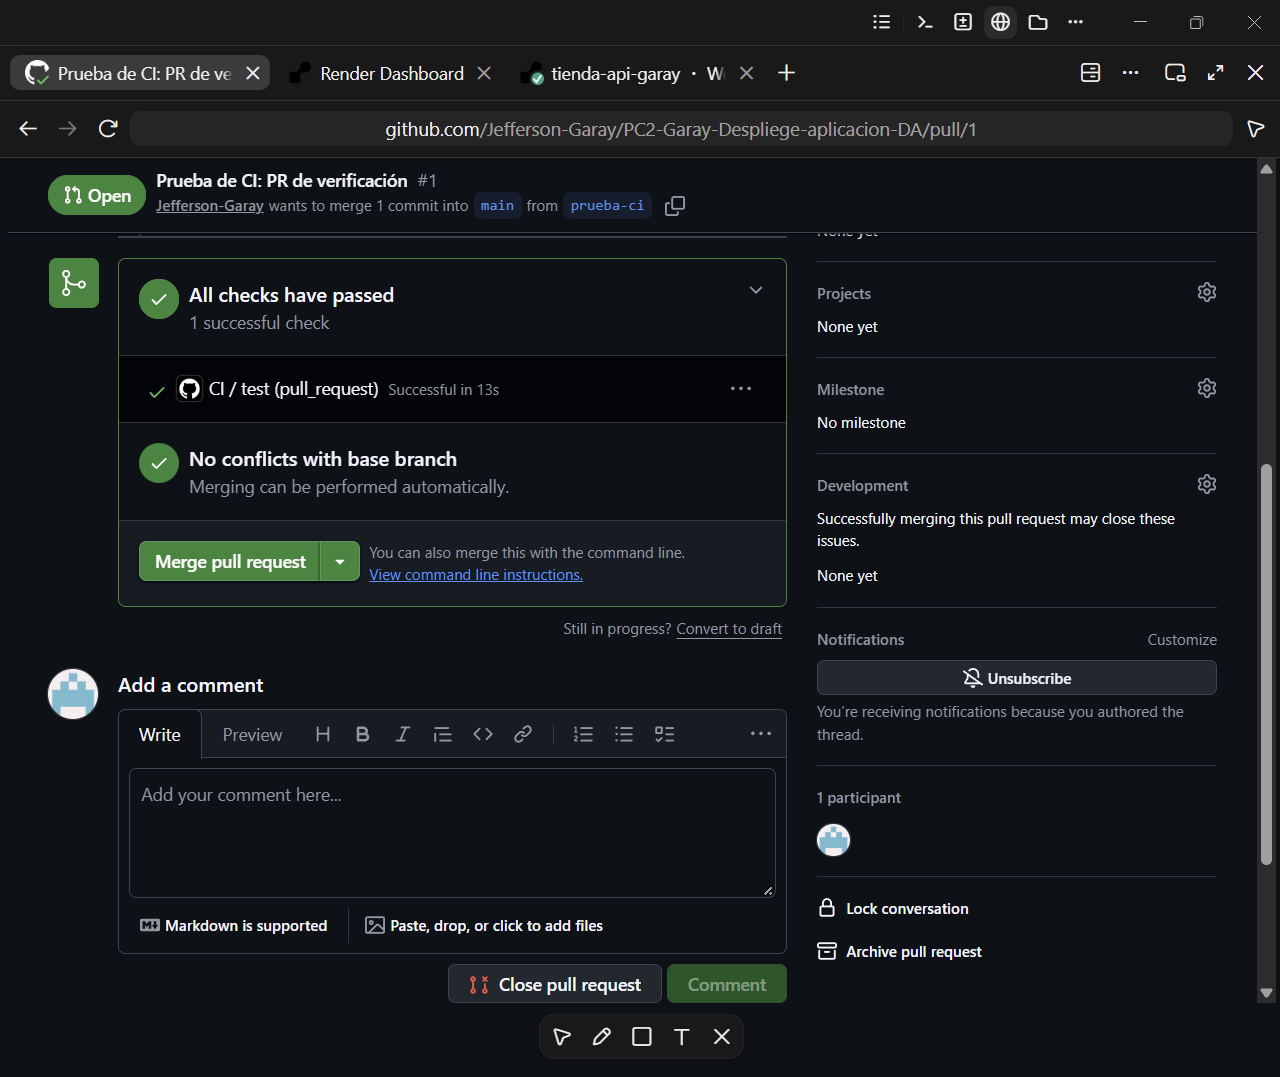 Prueba de CI: PR de ve
Render Dashboard
tienda-api-garay · W
github.com/Jefferson-Garay/PC2-Garay-Despliege-aplicacion-DA/pull/1
Open
Prueba de CI: PR de verificación #1
Jefferson-Garay wants to merge 1 commit into main from prueba-ci
None yet
All checks have passed
1 successful check
CI / test (pull_request) Successful in 13s
No conflicts with base branch
Merging can be performed automatically.
Merge pull request
You can also merge this with the command line.
View command line instructions.
Still in progress? Convert to draft
Add a comment
Write
Preview
Add your comment here...
Markdown is supported
Paste, drop, or click to add files
Close pull request
Comment
Projects
None yet
Milestone
No milestone
Development
Successfully merging this pull request may close these
issues.
None yet
Notifications
Customize
Unsubscribe
You're receiving notifications because you authored the
thread.
1 participant
Lock conversation
Archive pull request